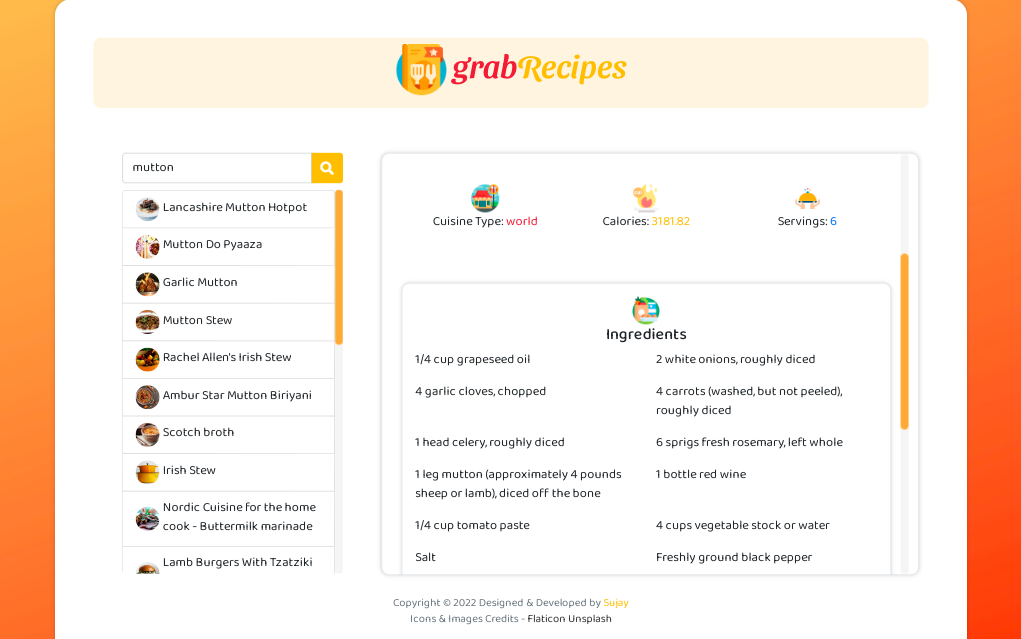 grabRecipes
mutton
Lancashire Mutton Hotpot
Mutton Do Pyaaza
Garlic Mutton
Mutton Stew
Rachel Allen's Irish Stew
Ambur Star Mutton Biriyani
Scotch broth
Irish Stew
Nordic Cuisine for the home
cook - Buttermilk marinade
Lamb Burgers With Tzatziki
Cuisine Type: world
Calories: 3181.82
Servings: 6
Ingredients
1/4 cup grapeseed oil
2 white onions, roughly diced
4 garlic cloves, chopped
4 carrots (washed, but not peeled),
roughly diced
1 head celery, roughly diced
6 sprigs fresh rosemary, left whole
1 leg mutton (approximately 4 pounds
sheep or lamb), diced off the bone
1 bottle red wine
1/4 cup tomato paste
4 cups vegetable stock or water
Salt
Freshly ground black pepper
Copyright © 2022 Designed & Developed by Sujay
Icons & Images Credits - Flaticon Unsplash